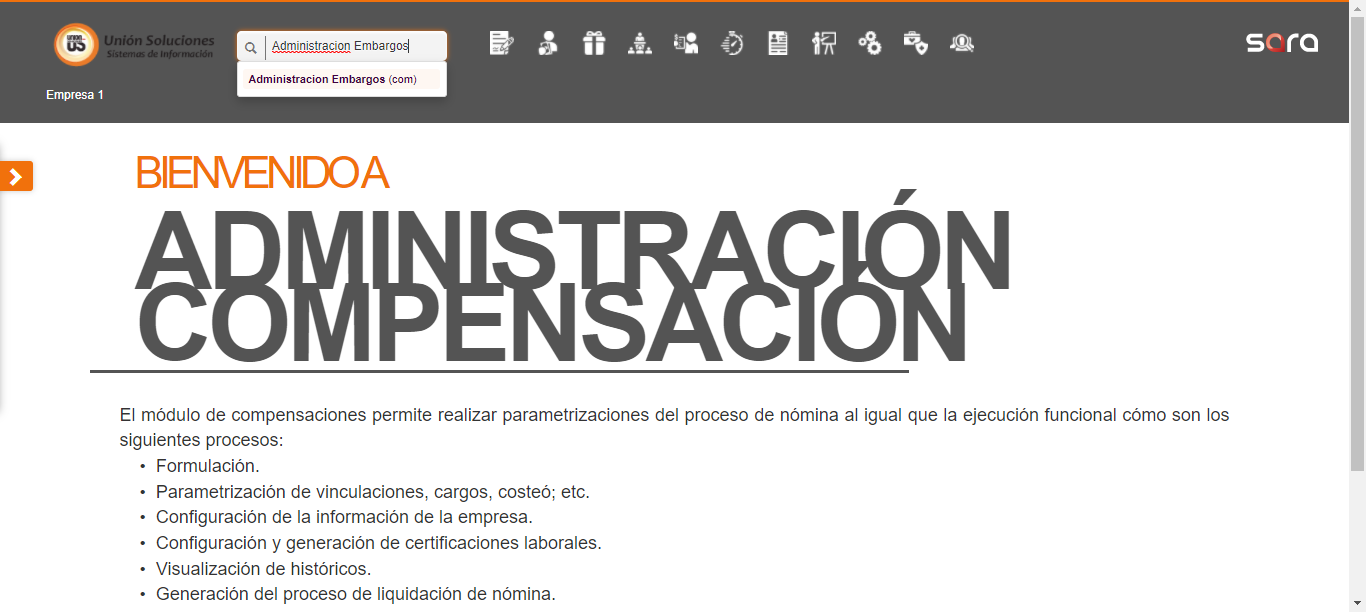 UNION
US
Unión Soluciones
Sistemas de Información
Administracion Embargos
Administracion Embargos (com)
sara
Empresa 1
BIENVENIDO A
ADMINISTRACIÓN
COMPENSACIÓN
El módulo de compensaciones permite realizar parametrizaciones del proceso de nómina al igual que la ejecución funcional cómo son los
siguientes procesos:
• Formulación.
• Parametrización de vinculaciones, cargos, costeó; etc.
• Configuración de la información de la empresa.
• Configuración y generación de certificaciones laborales.
• Visualización de históricos.
• Generación del proceso de liquidación de nómina.